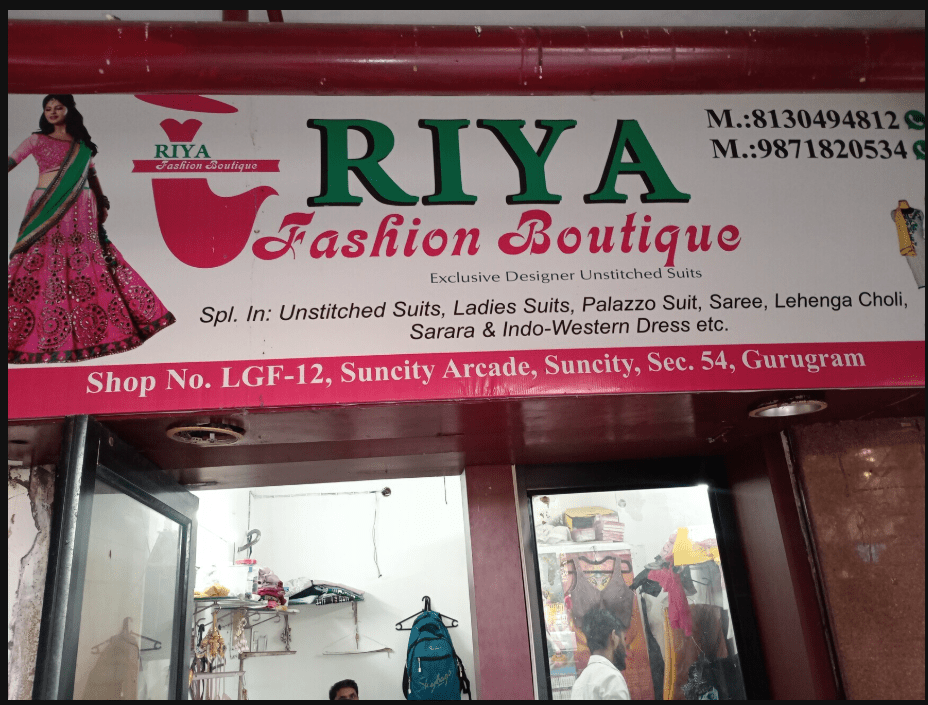 RIYA
Fashion Boutique
RIYA
Fashion Boutique
M.:8130494812
M.:9871820534
Exclusive Designer Unstitched Suits
Spl. In: Unstitched Suits, Ladies Suits, Palazzo Suit, Saree, Lehenga Choli,
Sarara & Indo-Western Dress etc.
Shop No. LGF-12, Suncity Arcade, Suncity, Sec. 54, Gurugram